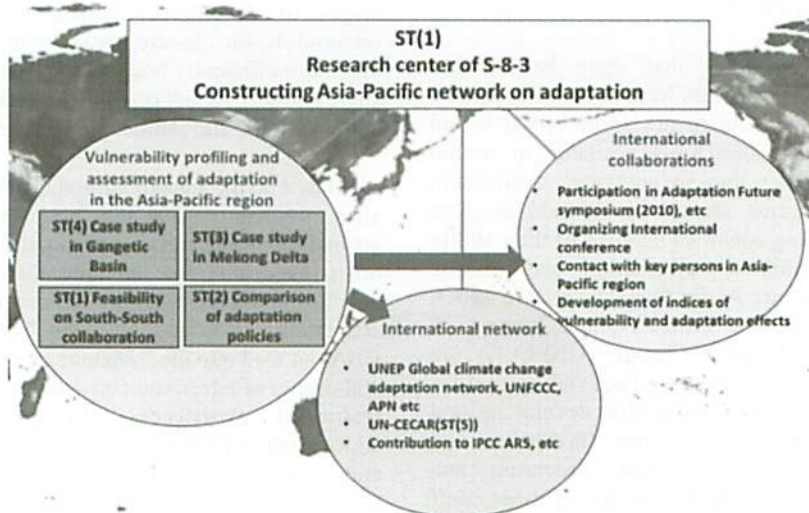 ST(1)
Research center of S-8-3
Constructing Asia-Pacific network on adaptation
Vulnerability profiling and
assessment of adaptation
in the Asia-Pacific region
ST(4) Case study
in Gangetic
Basin
ST(3) Case study
in Mekong Delta
ST(1) Feasibility
on South-South
collaboration
ST(2) Comparison
of adaptation
policies
International
collaborations
• Participation in Adaptation Future
symposium (2010), etc
• Organizing International
conference
• Contact with key persons in Asia-
Pacific region
• Development of indices of
vulnerability and adaptation effects
International network
• UNEP Global climate change
adaptation network, UNFCCC,
APN etc
• UN-CECAR(ST(5))
• Contribution to IPCC AR5, etc